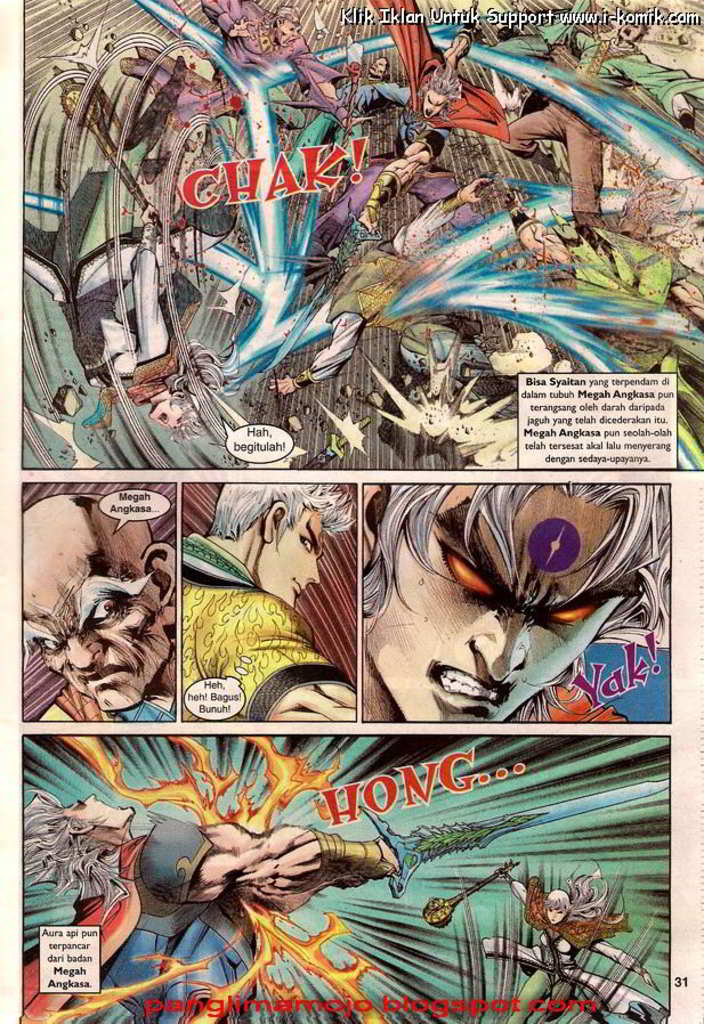 Klik Iklan Untuk Support www.i-komik.com
CHAK!
Bisa Syaitan yang terpendam di
dalam tubuh Megah Angkasa pun
terangsang oleh darah daripada
jaguh yang telah dicederakan itu.
Megah Angkasa pun seolah-olah
telah tersesat akal lalu menyerang
dengan sedaya-upayanya.
Hah,
begitulah!
Megah
Angkasa...
Heh,
heh! Bagus!
Bunuh!
Yak!
HONG...
Aura api pun
terpancar
dari badan
Megah
Angkasa.
31
panglimamojo.blogspot.com